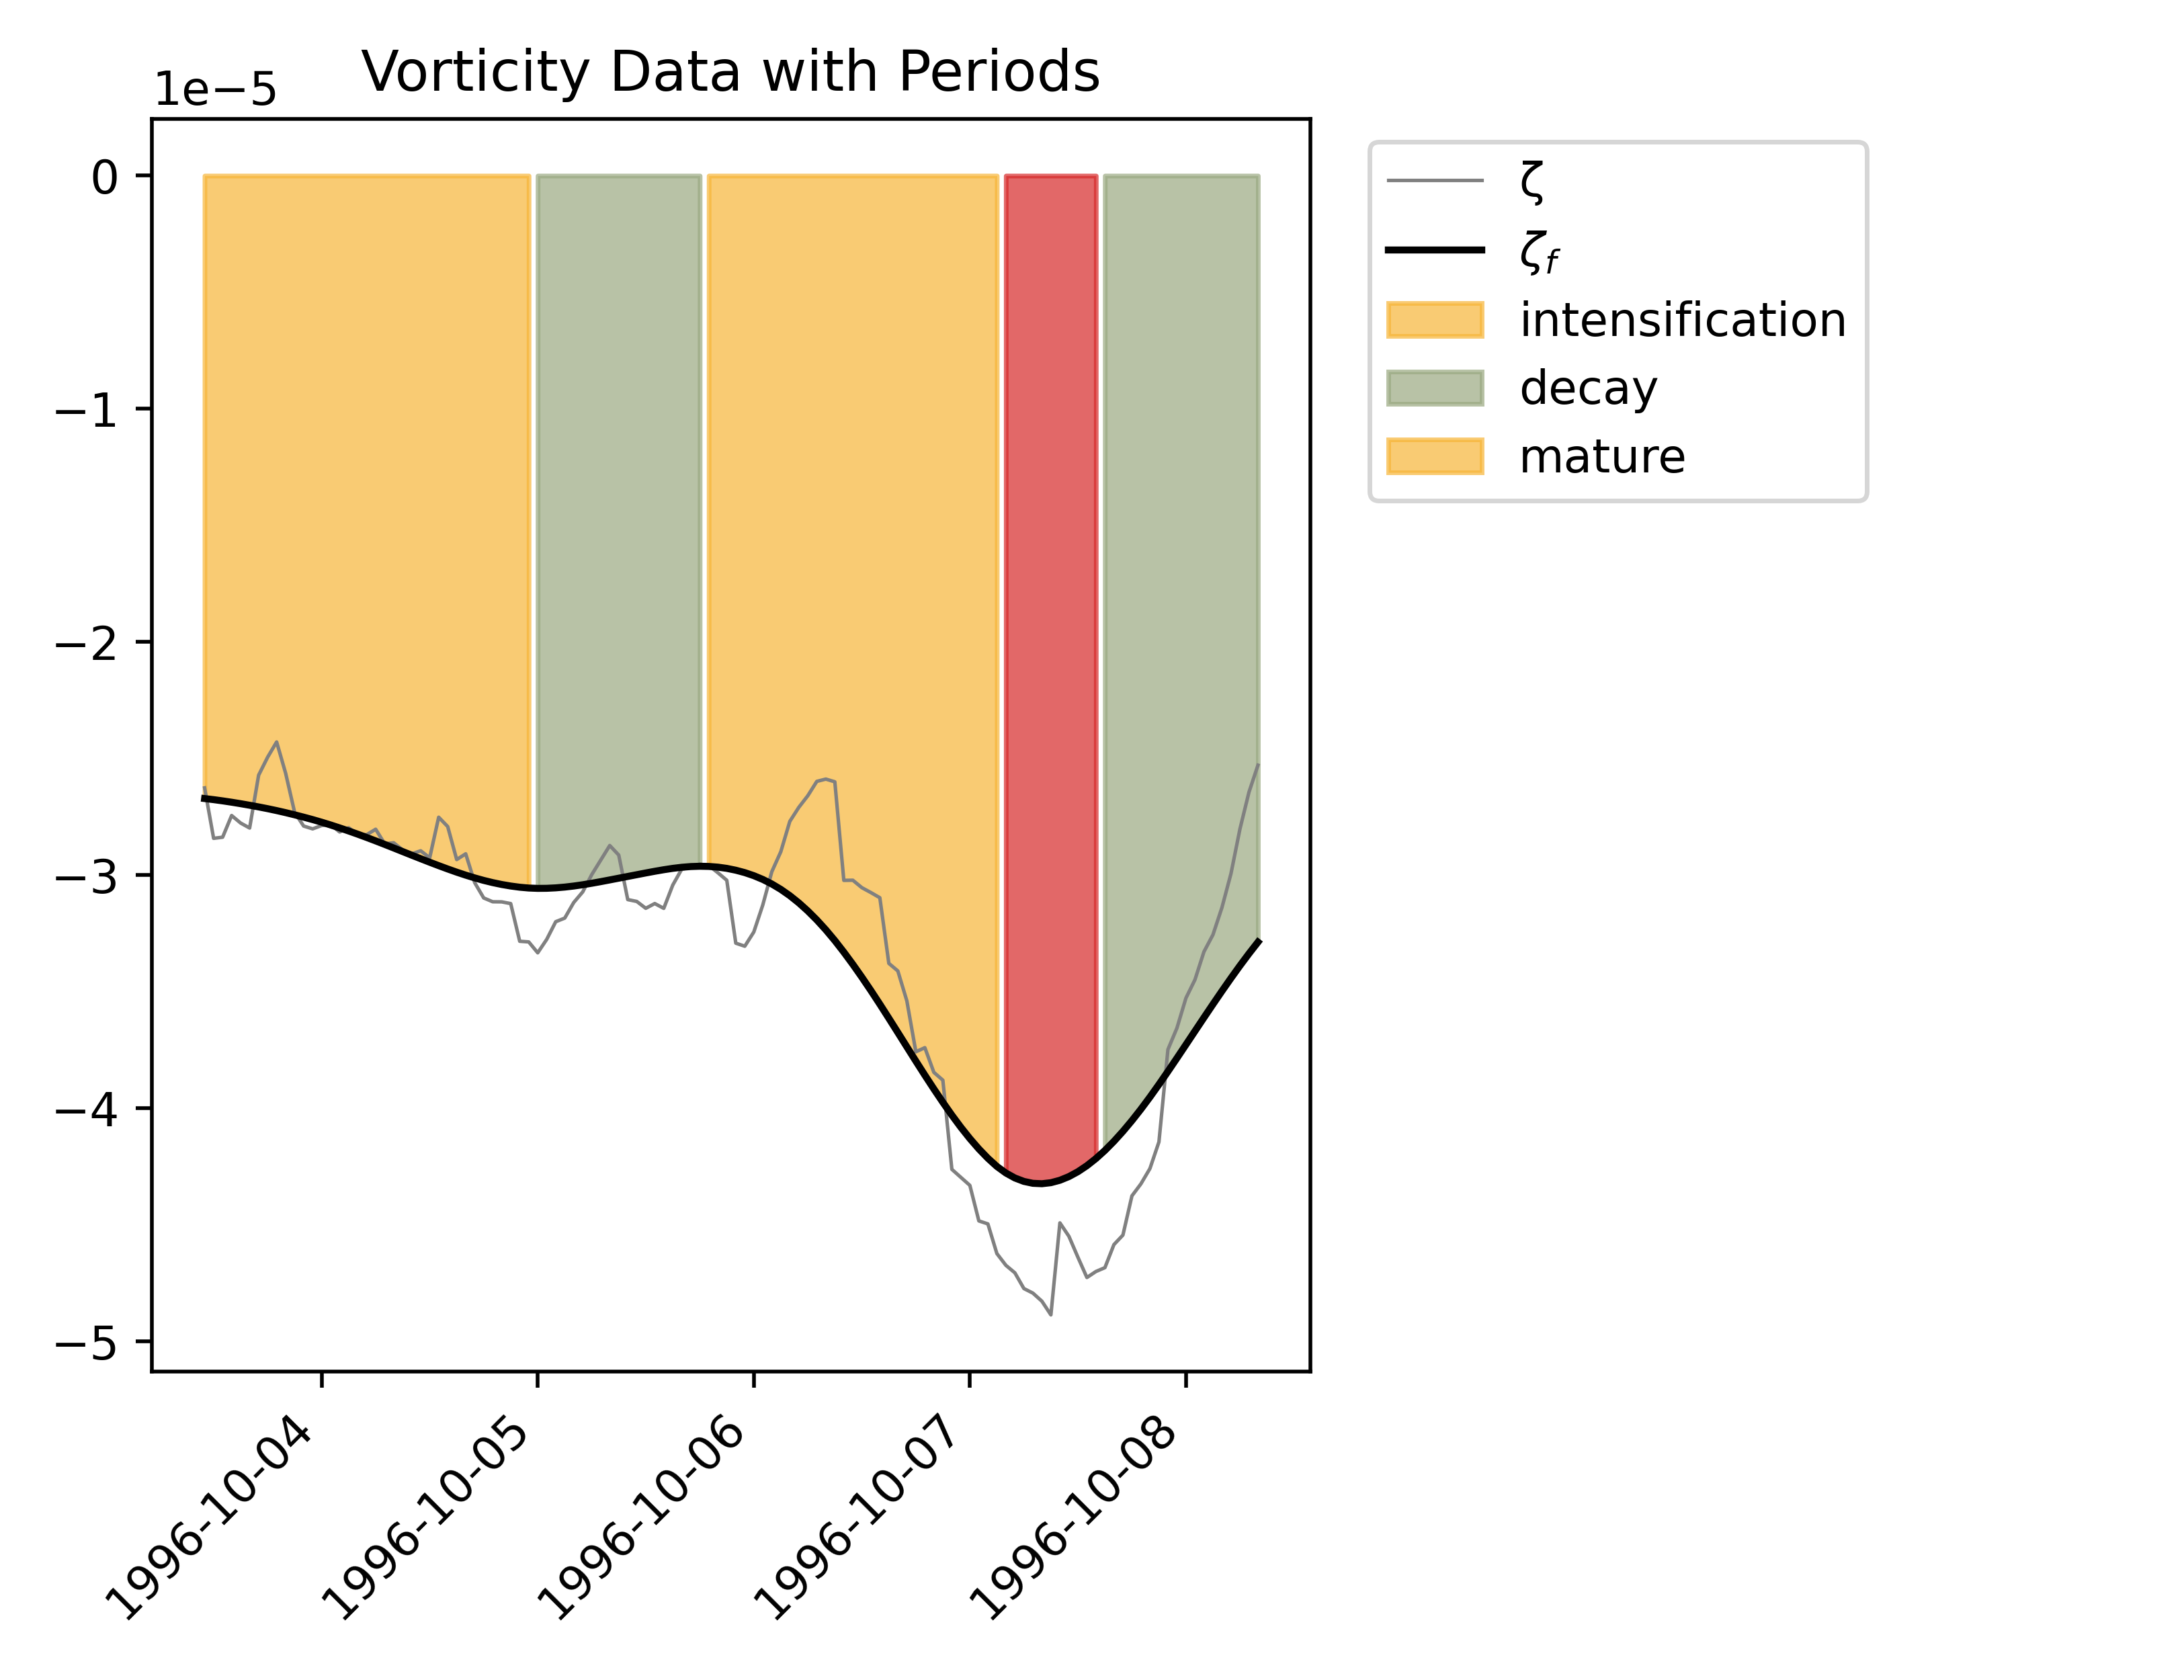 Vorticity Data with Periods
1e−5
0
−1
−2
−3
−4
−5
1996-10-04
1996-10-05
1996-10-06
1996-10-07
1996-10-08
ζ
ζf
intensification
decay
mature